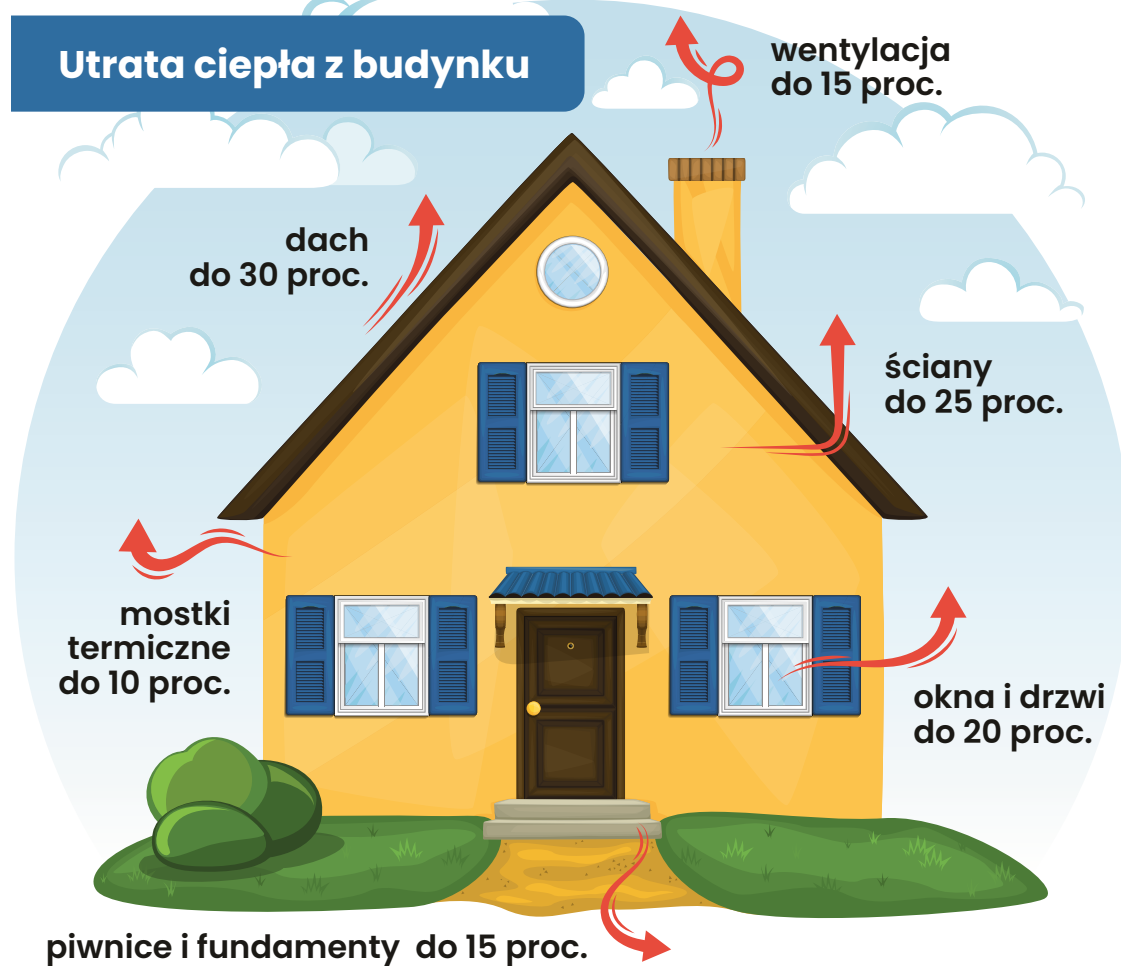 Utrata ciepła z budynku
wentylacja
do 15 proc.
dach
do 30 proc.
ściany
do 25 proc.
mostki
termiczne
do 10 proc.
okna i drzwi
do 20 proc.
piwnice i fundamenty do 15 proc.